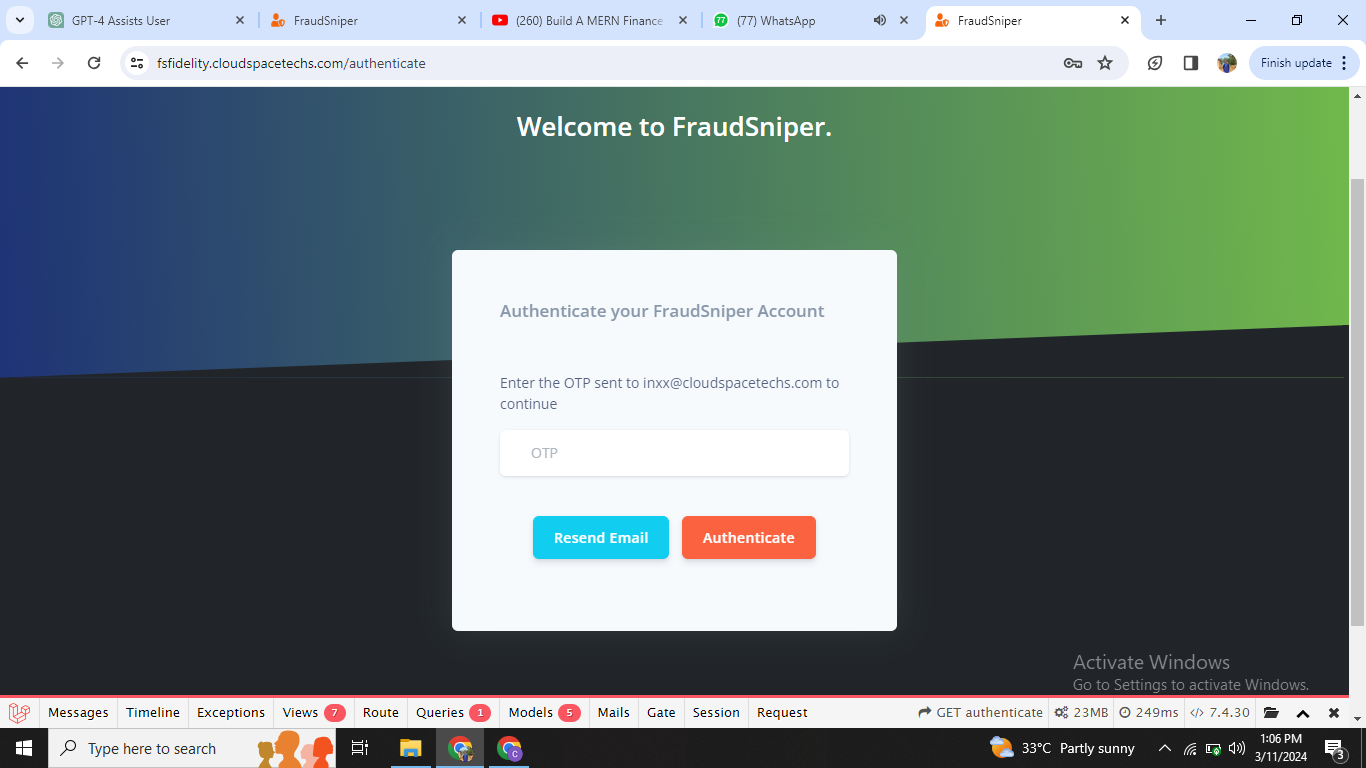 GPT-4 Assists User
FraudSniper
(260) Build A MERN Finance
77
(77) WhatsApp
FraudSniper
fsfidelity.cloudspacetechs.com/authenticate
Finish update
Welcome to FraudSniper.
Authenticate your FraudSniper Account
Enter the OTP sent to inxx@cloudspacetechs.com to
continue
OTP
Resend Email
Authenticate
Activate Windows
Go to Settings to activate Windows.
Messages
Timeline
Exceptions
Views 7
Route
Queries 1
Models 5
Mails
Gate
Session
Request
GET authenticate
23MB
249ms
7.4.30
Type here to search
C
33°C Partly sunny
1:06 PM
3/11/2024
3